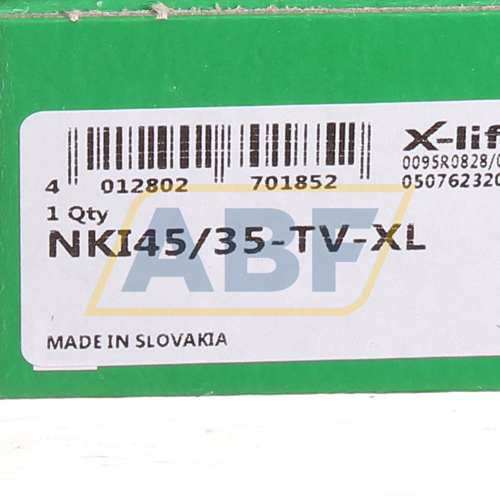 X-lif
0095R0828/0
050762320
4 012802 701852
1 Qty
NKI45/35-TV-XL
ABF
MADE IN SLOVAKIA